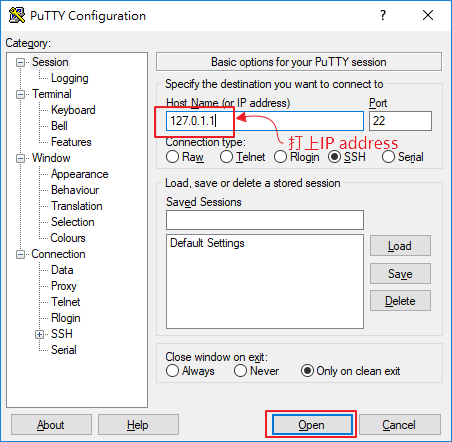 PuTTY Configuration
Category:
Session
Logging
Terminal
Keyboard
Bell
Features
Window
Appearance
Behaviour
Translation
Selection
Colours
Connection
Data
Proxy
Telnet
Rlogin
SSH
Serial
Basic options for your PuTTY session
Specify the destination you want to connect to
Host Name (or IP address) Port
127.0.1.1 22
打上IP address
Connection type:
Raw Telnet Rlogin SSH Serial
Load, save or delete a stored session
Saved Sessions
Default Settings
Load
Save
Delete
Close window on exit:
Always Never Only on clean exit
About Help Open Cancel